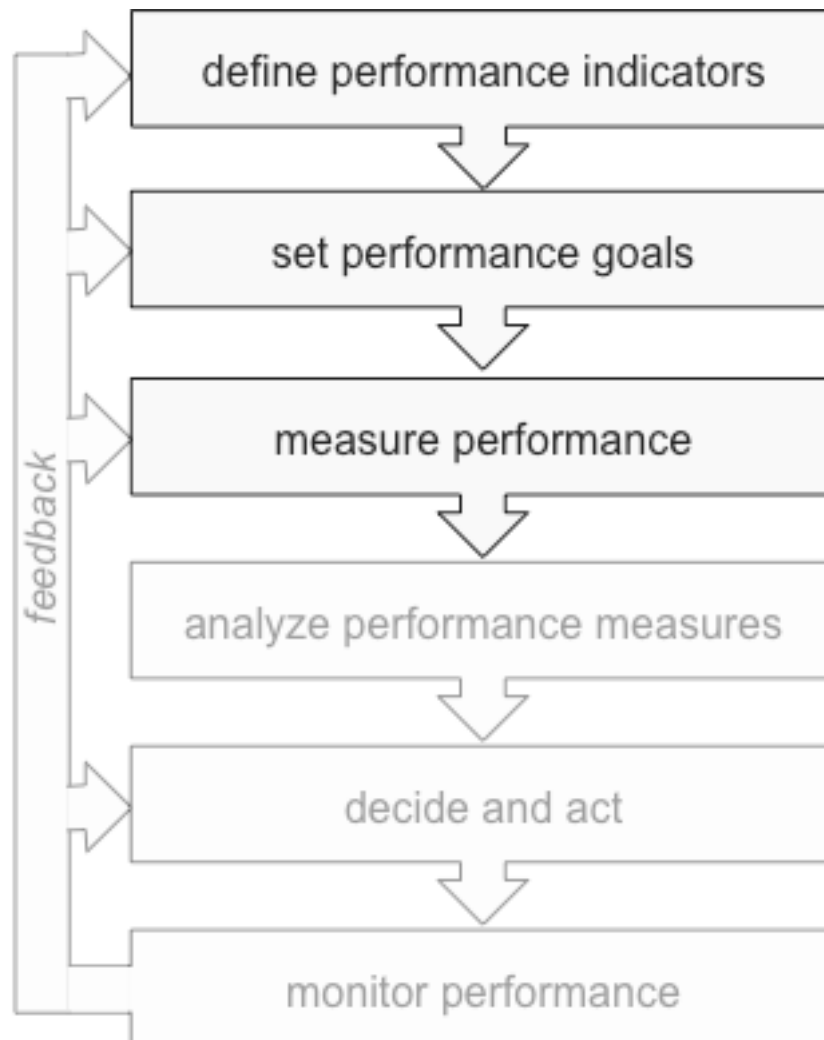 define performance indicators
set performance goals
measure performance
feedback
analyze performance measures
decide and act
monitor performance